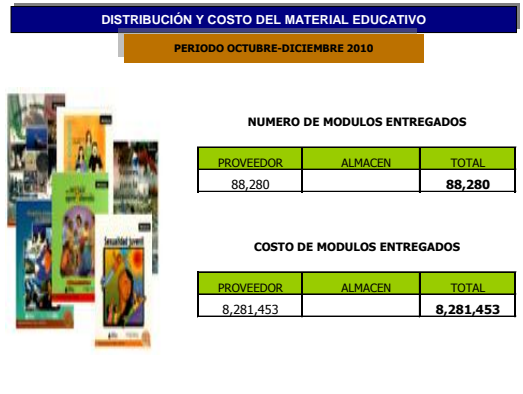 DISTRIBUCIÓN Y COSTO DEL MATERIAL EDUCATIVO
PERIODO OCTUBRE-DICIEMBRE 2010
NUMERO DE MODULOS ENTREGADOS
PROVEEDOR ALMACEN TOTAL
88,280 88,280
Sexualidad juvenil
COSTO DE MODULOS ENTREGADOS
PROVEEDOR ALMACEN TOTAL
8,281,453 8,281,453